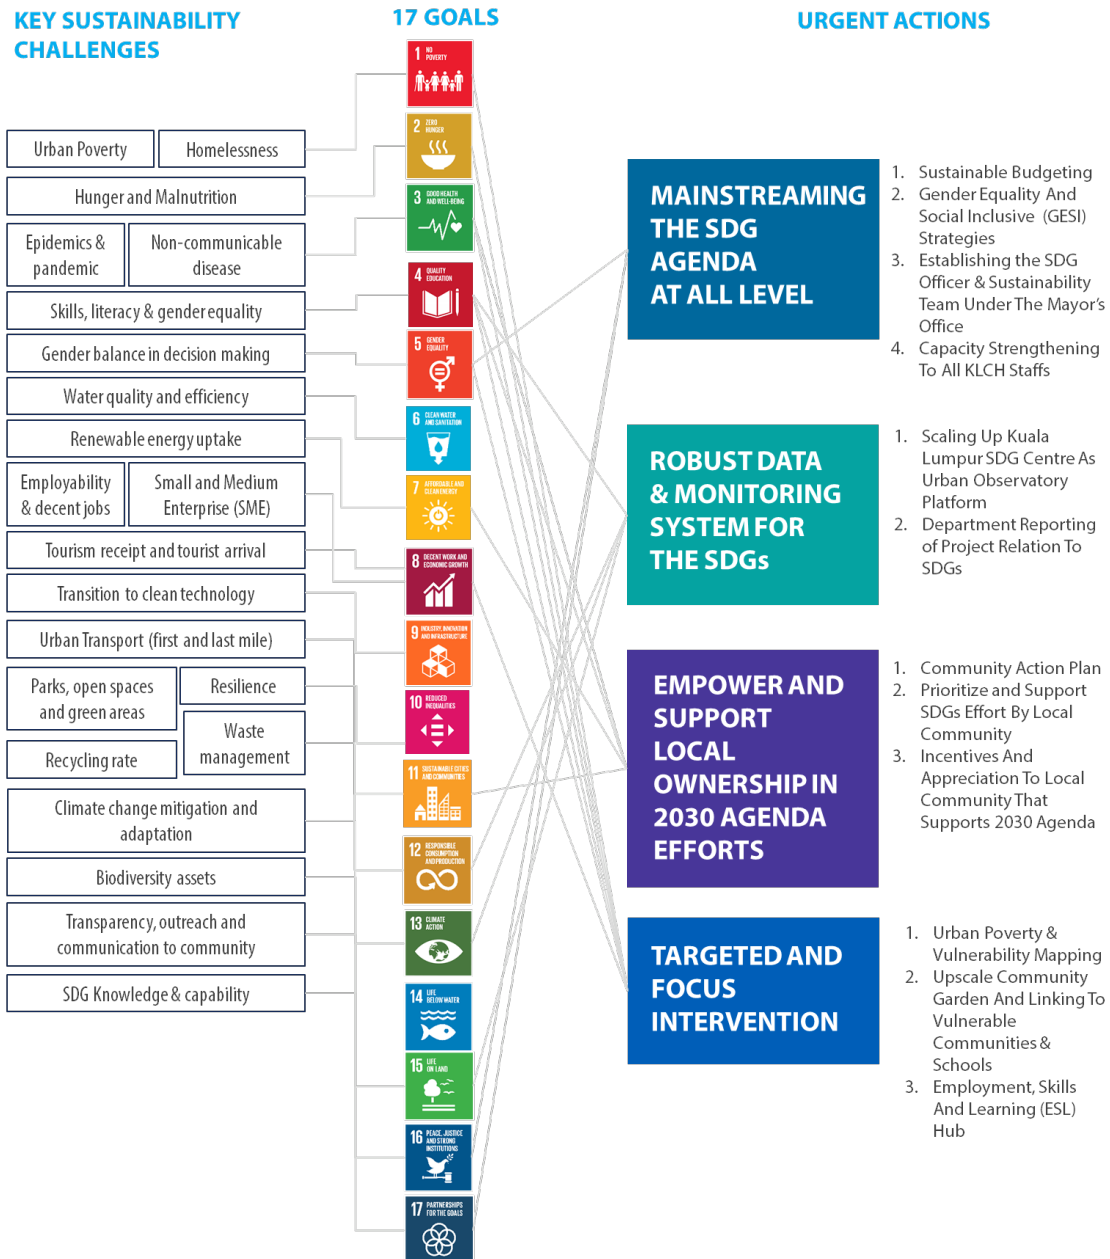 KEY SUSTAINABILITY
CHALLENGES
Urban Poverty
Homelessness
Hunger and Malnutrition
Epidemics &
pandemic
Non-communicable
disease
Skills, literacy & gender equality
Gender balance in decision making
Water quality and efficiency
Renewable energy uptake
Employability
& decent jobs
Small and Medium
Enterprise (SME)
Tourism receipt and tourist arrival
Transition to clean technology
Urban Transport (first and last mile)
Parks, open spaces
and green areas
Resilience
Waste
management
Recycling rate
Climate change mitigation and
adaptation
Biodiversity assets
Transparency, outreach and
communication to community
SDG Knowledge & capability
17 GOALS
1 NO
POVERTY
2 ZERO
HUNGER
3 GOOD HEALTH
AND WELL-BEING
4 QUALITY
EDUCATION
5 GENDER
EQUALITY
6 CLEAN WATER
AND SANITATION
7 AFFORDABLE AND
CLEAN ENERGY
8 DECENT WORK AND
ECONOMIC GROWTH
9 INDUSTRY, INNOVATION
AND INFRASTRUCTURE
10 REDUCED
INEQUALITIES
11 SUSTAINABLE CITIES
AND COMMUNITIES
12 RESPONSIBLE
CONSUMPTION
AND PRODUCTION
13 CLIMATE
ACTION
14 LIFE
BELOW WATER
15 LIFE
ON LAND
16 PEACE, JUSTICE
AND STRONG
INSTITUTIONS
17 PARTNERSHIPS
FOR THE GOALS
URGENT ACTIONS
MAINSTREAMING
THE SDG
AGENDA
AT ALL LEVEL
1. Sustainable Budgeting
2. Gender Equality And
Social Inclusive (GESI)
Strategies
3. Establishing the SDG
Officer & Sustainability
Team Under The Mayor's
Office
4. Capacity Strengthening
To All KLCH Staffs
ROBUST DATA
& MONITORING
SYSTEM FOR
THE SDGs
1. Scaling Up Kuala
Lumpur SDG Centre As
Urban Observatory
Platform
2. Department Reporting
of Project Relation To
SDGs
EMPOWER AND
SUPPORT
LOCAL
OWNERSHIP IN
2030 AGENDA
EFFORTS
1. Community Action Plan
2. Prioritize and Support
SDGs Effort By Local
Community
3. Incentives And
Appreciation To Local
Community That
Supports 2030 Agenda
TARGETED AND
FOCUS
INTERVENTION
1. Urban Poverty &
Vulnerability Mapping
2. Upscale Community
Garden And Linking To
Vulnerable
Communities &
Schools
3. Employment, Skills
And Learning (ESL)
Hub